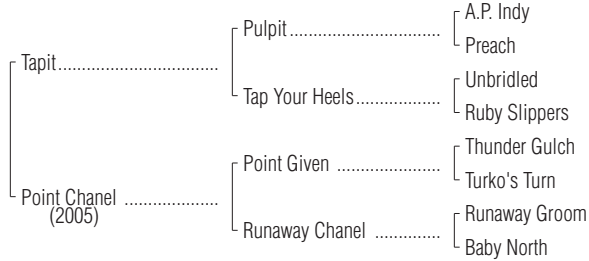 A.P. Indy
Pulpit
Preach
Tapit
Unbridled
Tap Your Heels
Ruby Slippers
Thunder Gulch
Point Given
Turko's Turn
Point Chanel
(2005)
Runaway Groom
Runaway Chanel
Baby North